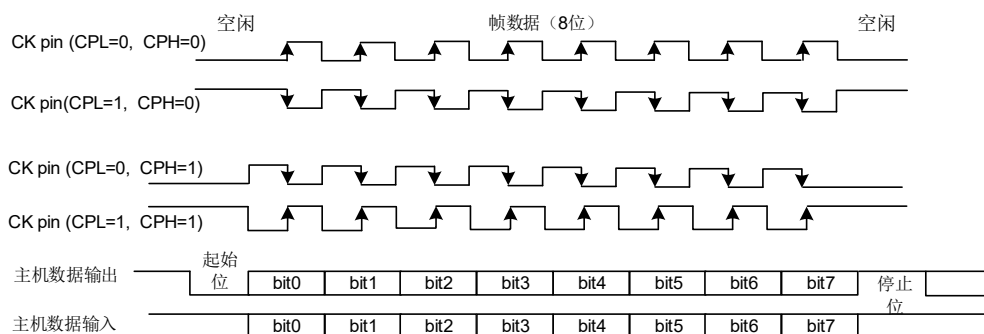 空闲 帧数据（8位） 空闲
CK pin (CPL=0, CPH=0)
CK pin(CPL=1, CPH=0)
CK pin (CPL=0, CPH=1)
CK pin (CPL=1, CPH=1)
主机数据输出 起始位 bit0 bit1 bit2 bit3 bit4 bit5 bit6 bit7 停止位
主机数据输入 bit0 bit1 bit2 bit3 bit4 bit5 bit6 bit7